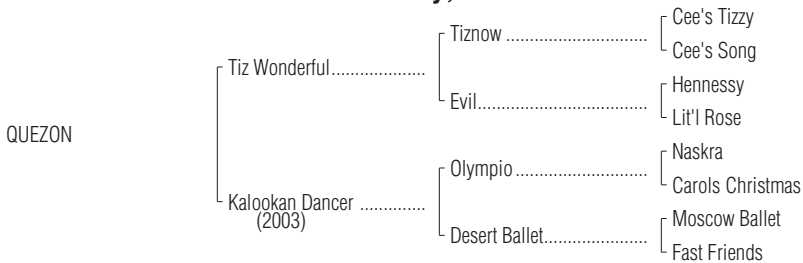 Cee's Tizzy
Tiznow ................................
Cee's Song
Tiz Wonderful.....................
Hennessy
Evil......................................
Lit'l Rose
QUEZON
Naskra
Olympio .............................
Carols Christmas
Kalookan Dancer ..............
(2003)
Moscow Ballet
Desert Ballet.......................
Fast Friends